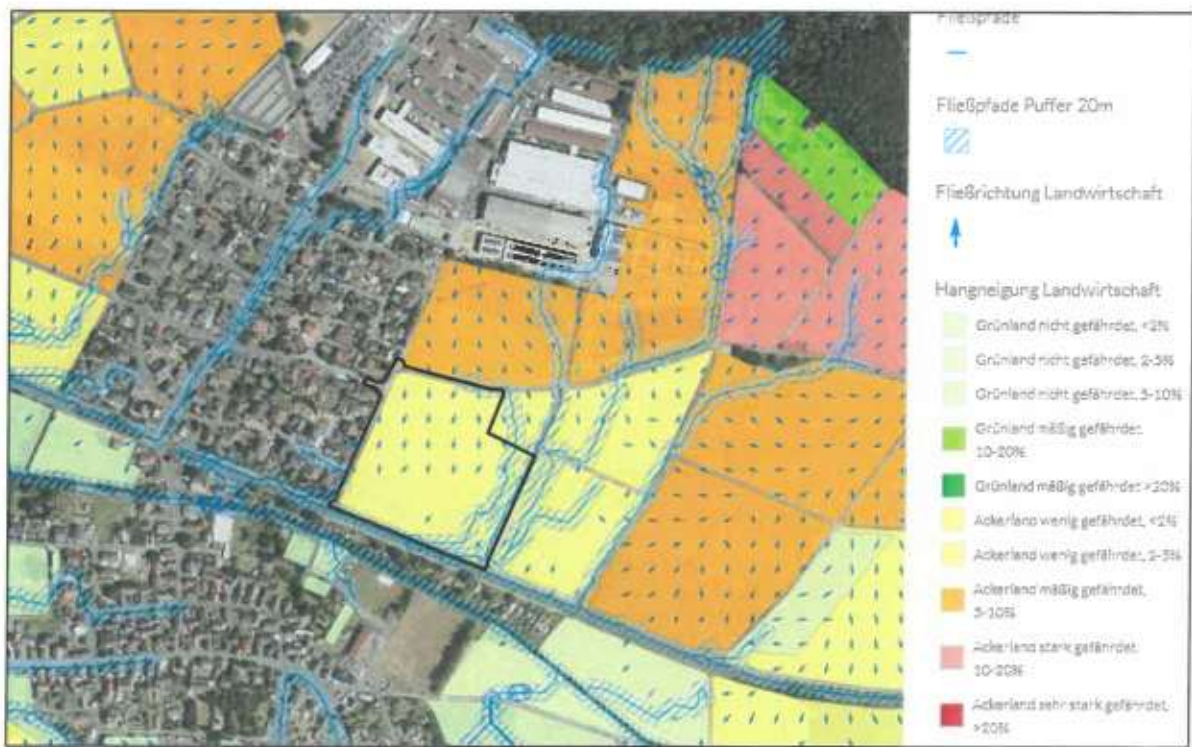 Fließpfade
Fließpfade Puffer 20m
Fließrichtung Landwirtschaft
Hangneigung Landwirtschaft
Grünland nicht gefährdet, <2%
Grünland nicht gefährdet, 2-5%
Grünland nicht gefährdet, 5-10%
Grünland mäßig gefährdet,
10-20%
Grünland mäßig gefährdet >20%
Ackerland wenig gefährdet, <2%
Ackerland wenig gefährdet, 2-5%
Ackerland mäßig gefährdet,
5-10%
Ackerland stark gefährdet,
10-20%
Ackerland sehr stark gefährdet,
>20%